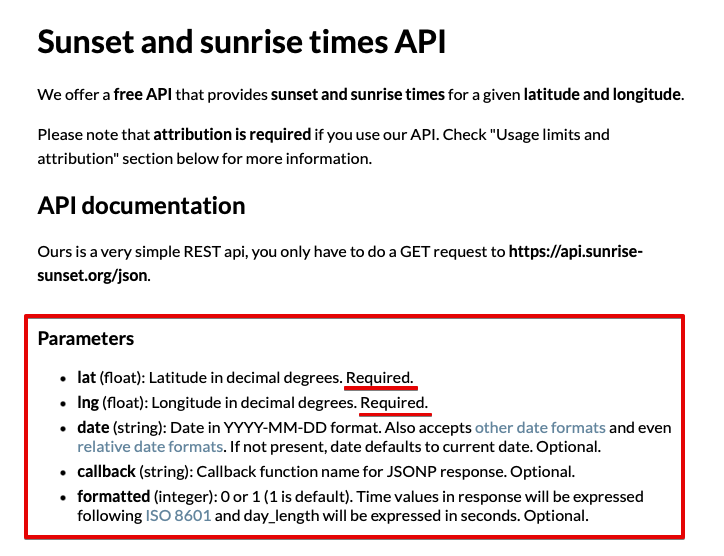 Sunset and sunrise times API
We offer a free API that provides sunset and sunrise times for a given latitude and longitude.
Please note that attribution is required if you use our API. Check "Usage limits and
attribution" section below for more information.
API documentation
Ours is a very simple REST api, you only have to do a GET request to https://api.sunrise-
sunset.org/json.
Parameters
• lat (float): Latitude in decimal degrees. Required.
• lng (float): Longitude in decimal degrees. Required.
• date (string): Date in YYYY-MM-DD format. Also accepts other date formats and even
relative date formats. If not present, date defaults to current date. Optional.
• callback (string): Callback function name for JSONP response. Optional.
• formatted (integer): 0 or 1 (1 is default). Time values in response will be expressed
following ISO 8601 and day_length will be expressed in seconds. Optional.